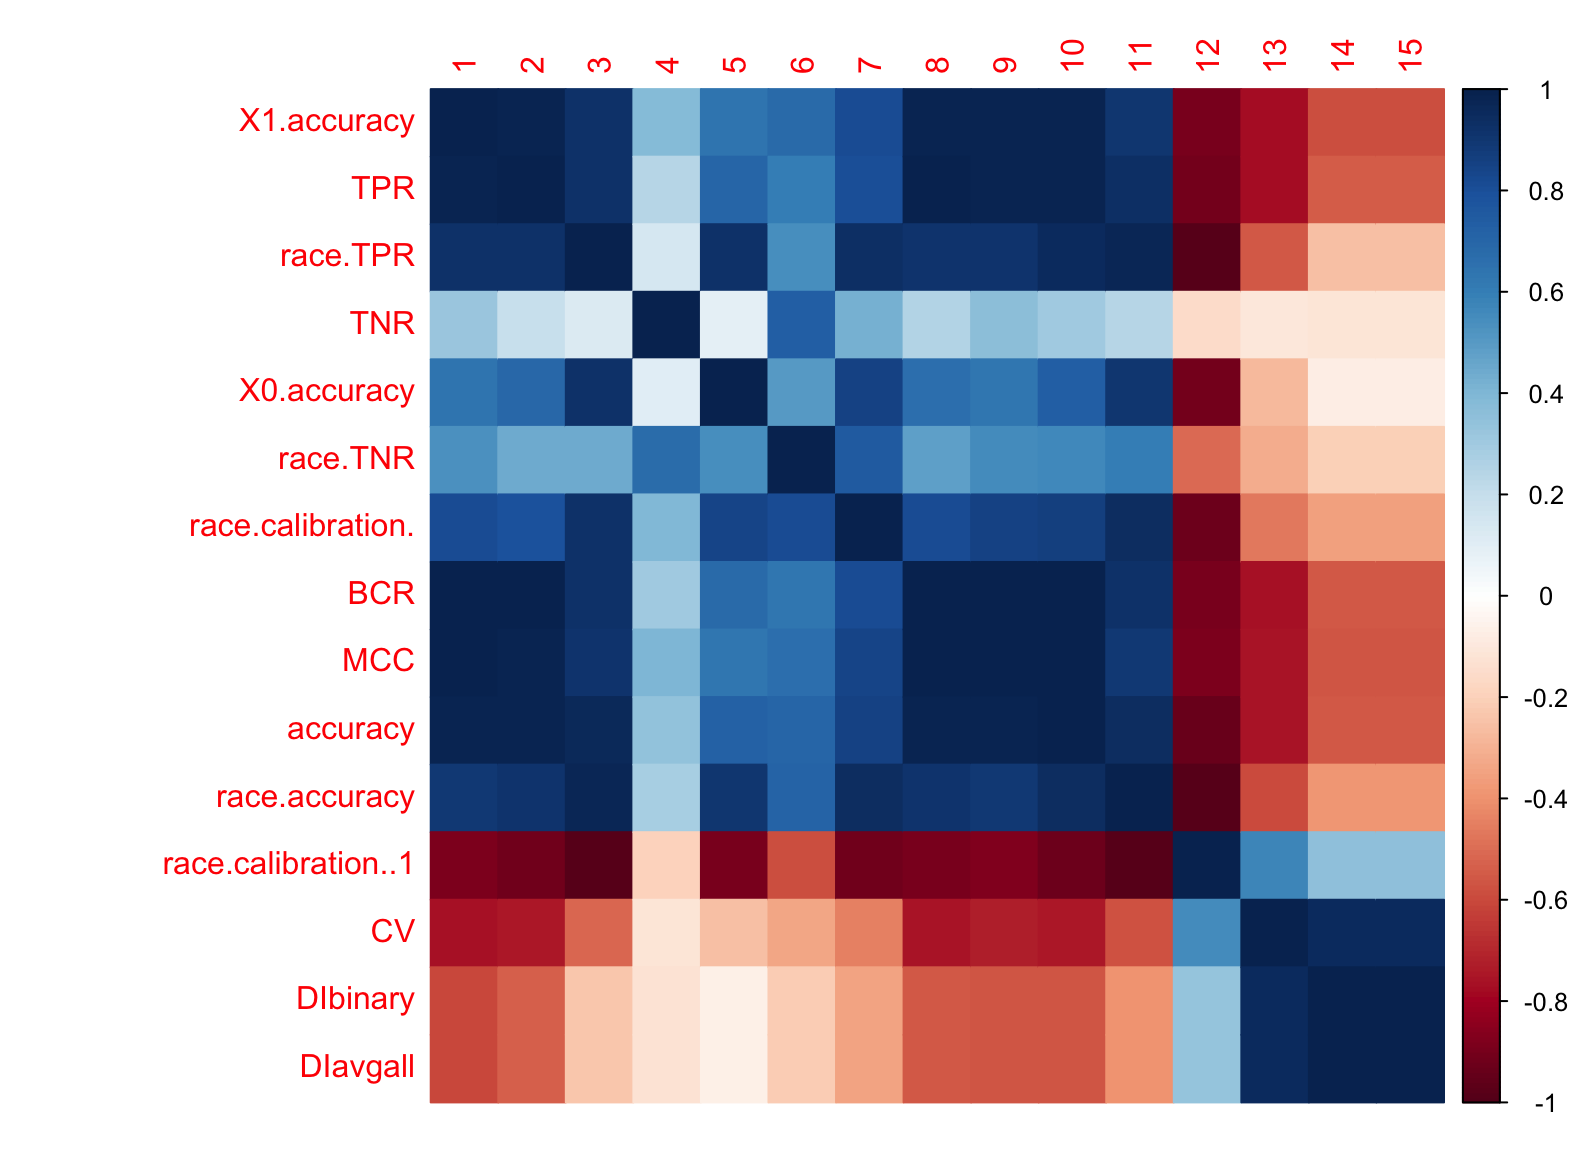 1 2 3 4 5 6 7 8 9 10 11 12 13 14 15
X1.accuracy
TPR
race.TPR
TNR
X0.accuracy
race.TNR
race.calibration.
BCR
MCC
accuracy
race.accuracy
race.calibration..1
CV
DIbinary
DIavgall
1
0.8
0.6
0.4
0.2
0
-0.2
-0.4
-0.6
-0.8
-1